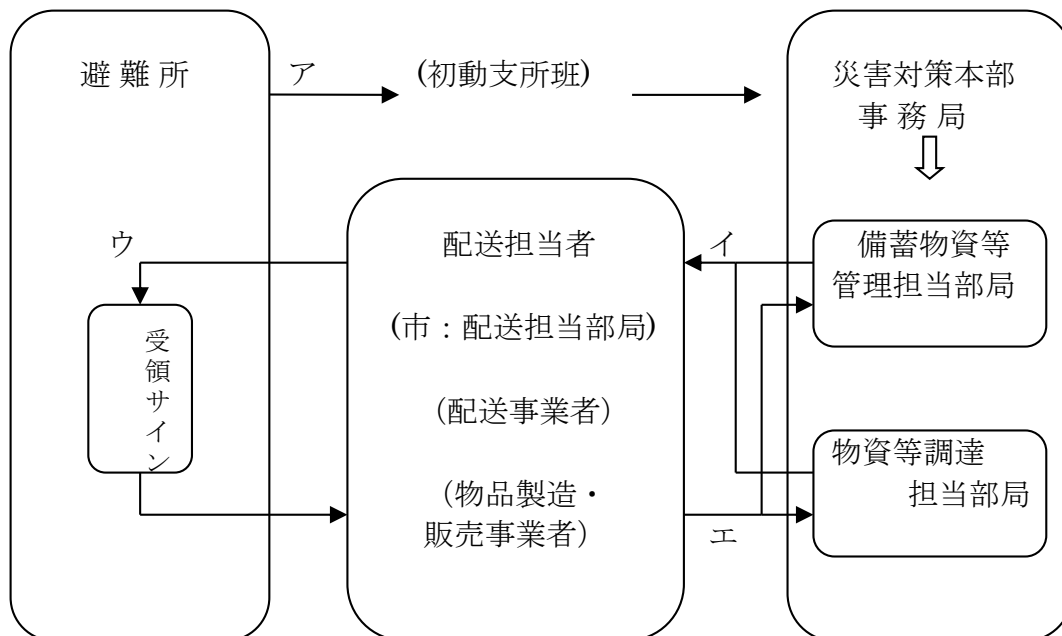 避 難 所
ア
(初動支所班)
災害対策本部
事 務 局
ウ
配送担当者
(市：配送担当部局)
（配送事業者）
（物品製造・
販売事業者）
イ
備蓄物資等
管理担当部局
受領サイン
エ
物資等調達
担当部局